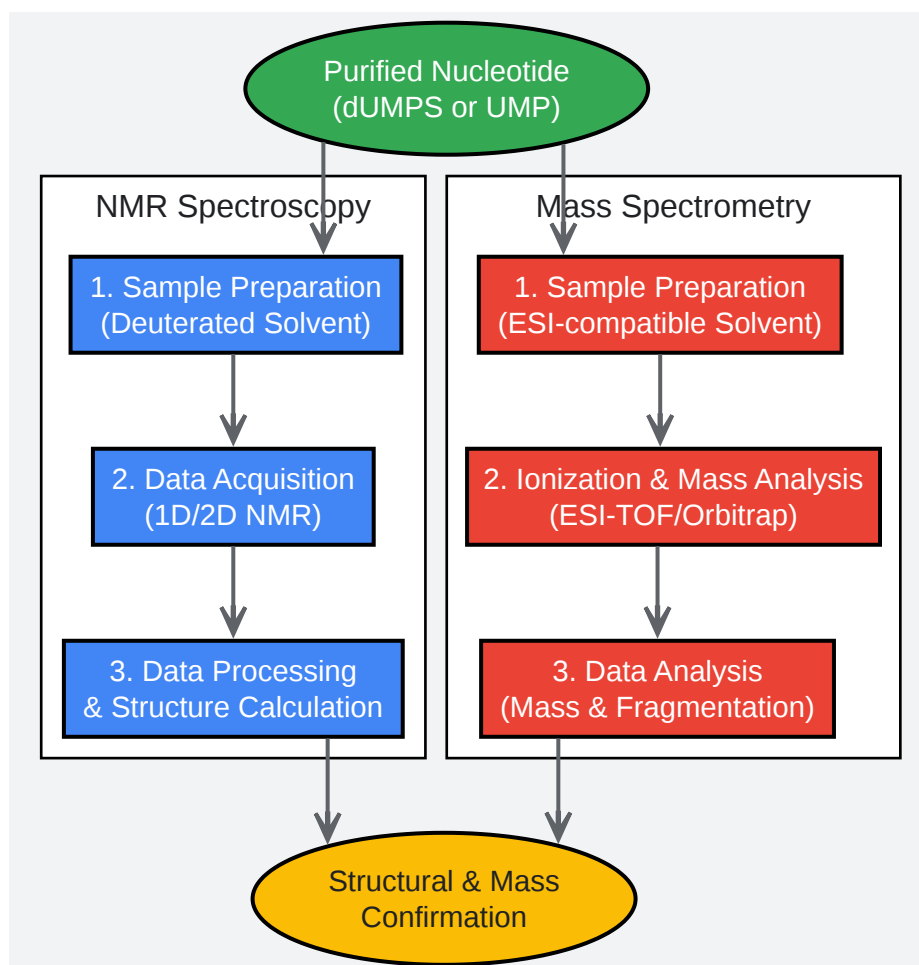 Purified Nucleotide
(dUMPS or UMP)
NMR Spectroscopy
1. Sample Preparation
(Deuterated Solvent)
2. Data Acquisition
(1D/2D NMR)
3. Data Processing
& Structure Calculation
Mass Spectrometry
1. Sample Preparation
(ESI-compatible Solvent)
2. Ionization & Mass Analysis
(ESI-TOF/Orbitrap)
3. Data Analysis
(Mass & Fragmentation)
Structural & Mass
Confirmation